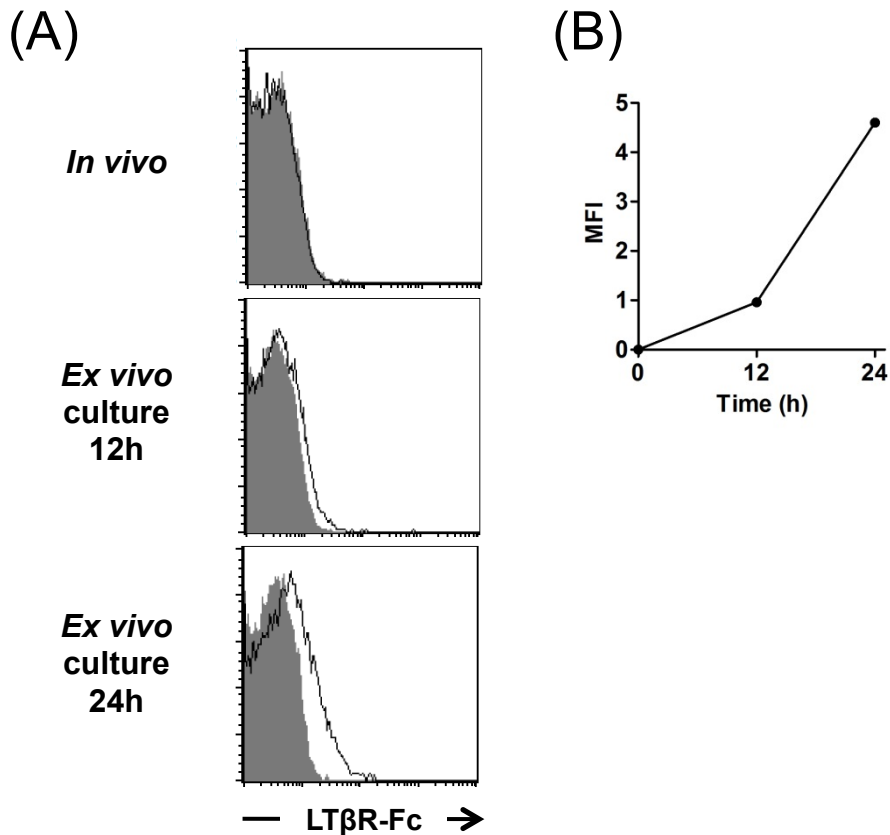 (A)
In vivo
Ex vivo
culture
12h
Ex vivo
culture
24h
LTβR-Fc
(B)
5
4
3
2
1
0
MFI
0 12 24
Time (h)